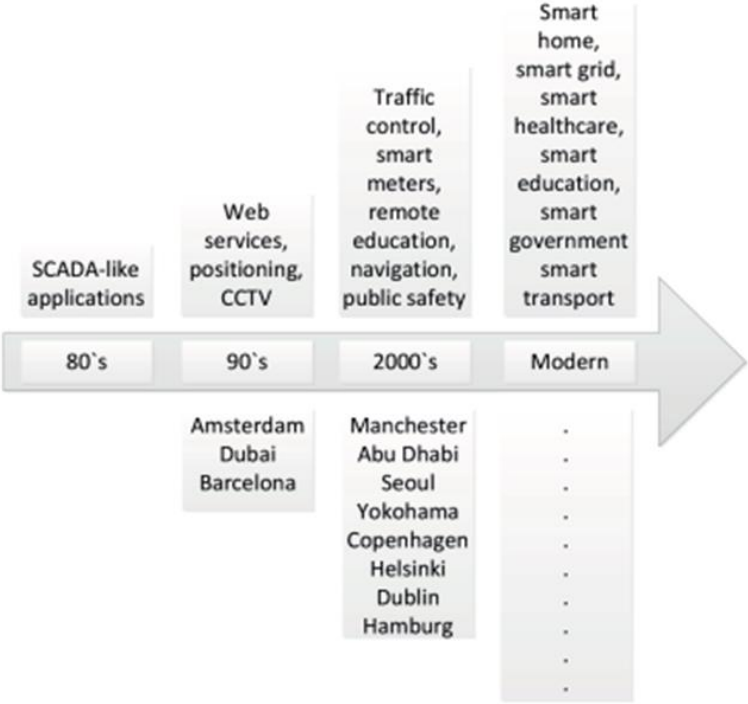 SCADA-like
applications
Web
services,
positioning,
CCTV
Traffic
control,
smart
meters,
remote
education,
navigation,
public safety
Smart
home,
smart grid,
smart
healthcare,
smart
education,
smart
government
smart
transport
80`s
90`s
2000`s
Modern
Amsterdam
Dubai
Barcelona
Manchester
Abu Dhabi
Seoul
Yokohama
Copenhagen
Helsinki
Dublin
Hamburg
.
.
.
.
.
.
.
.
.
.